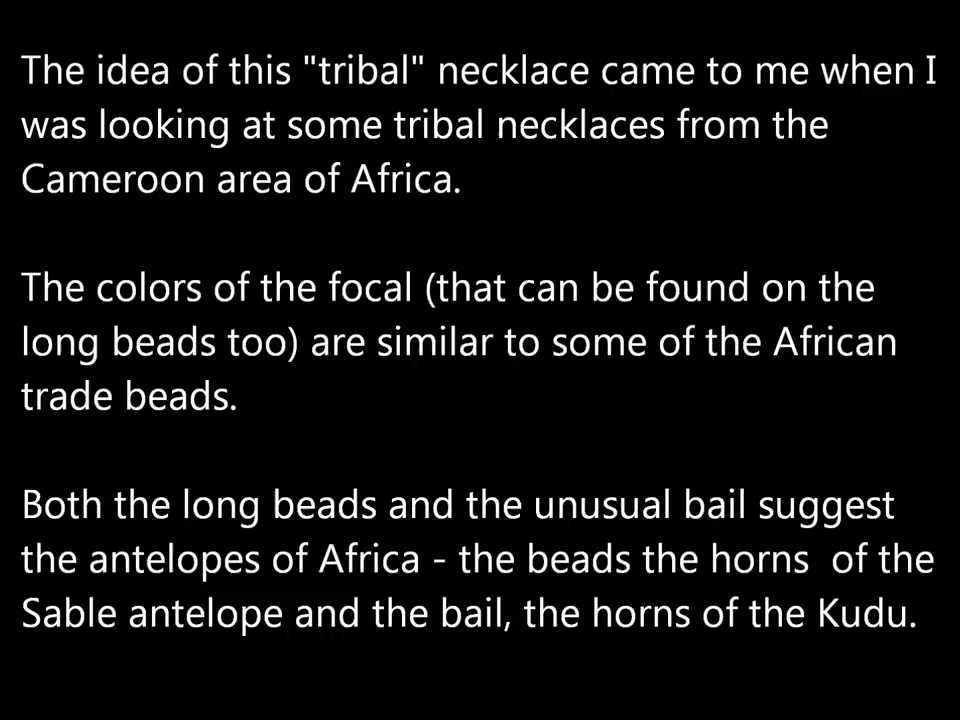 The idea of this "tribal" necklace came to me when I
was looking at some tribal necklaces from the
Cameroon area of Africa.
The colors of the focal (that can be found on the
long beads too) are similar to some of the African
trade beads.
Both the long beads and the unusual bail suggest
the antelopes of Africa - the beads the horns  of the
Sable antelope and the bail, the horns of the Kudu.